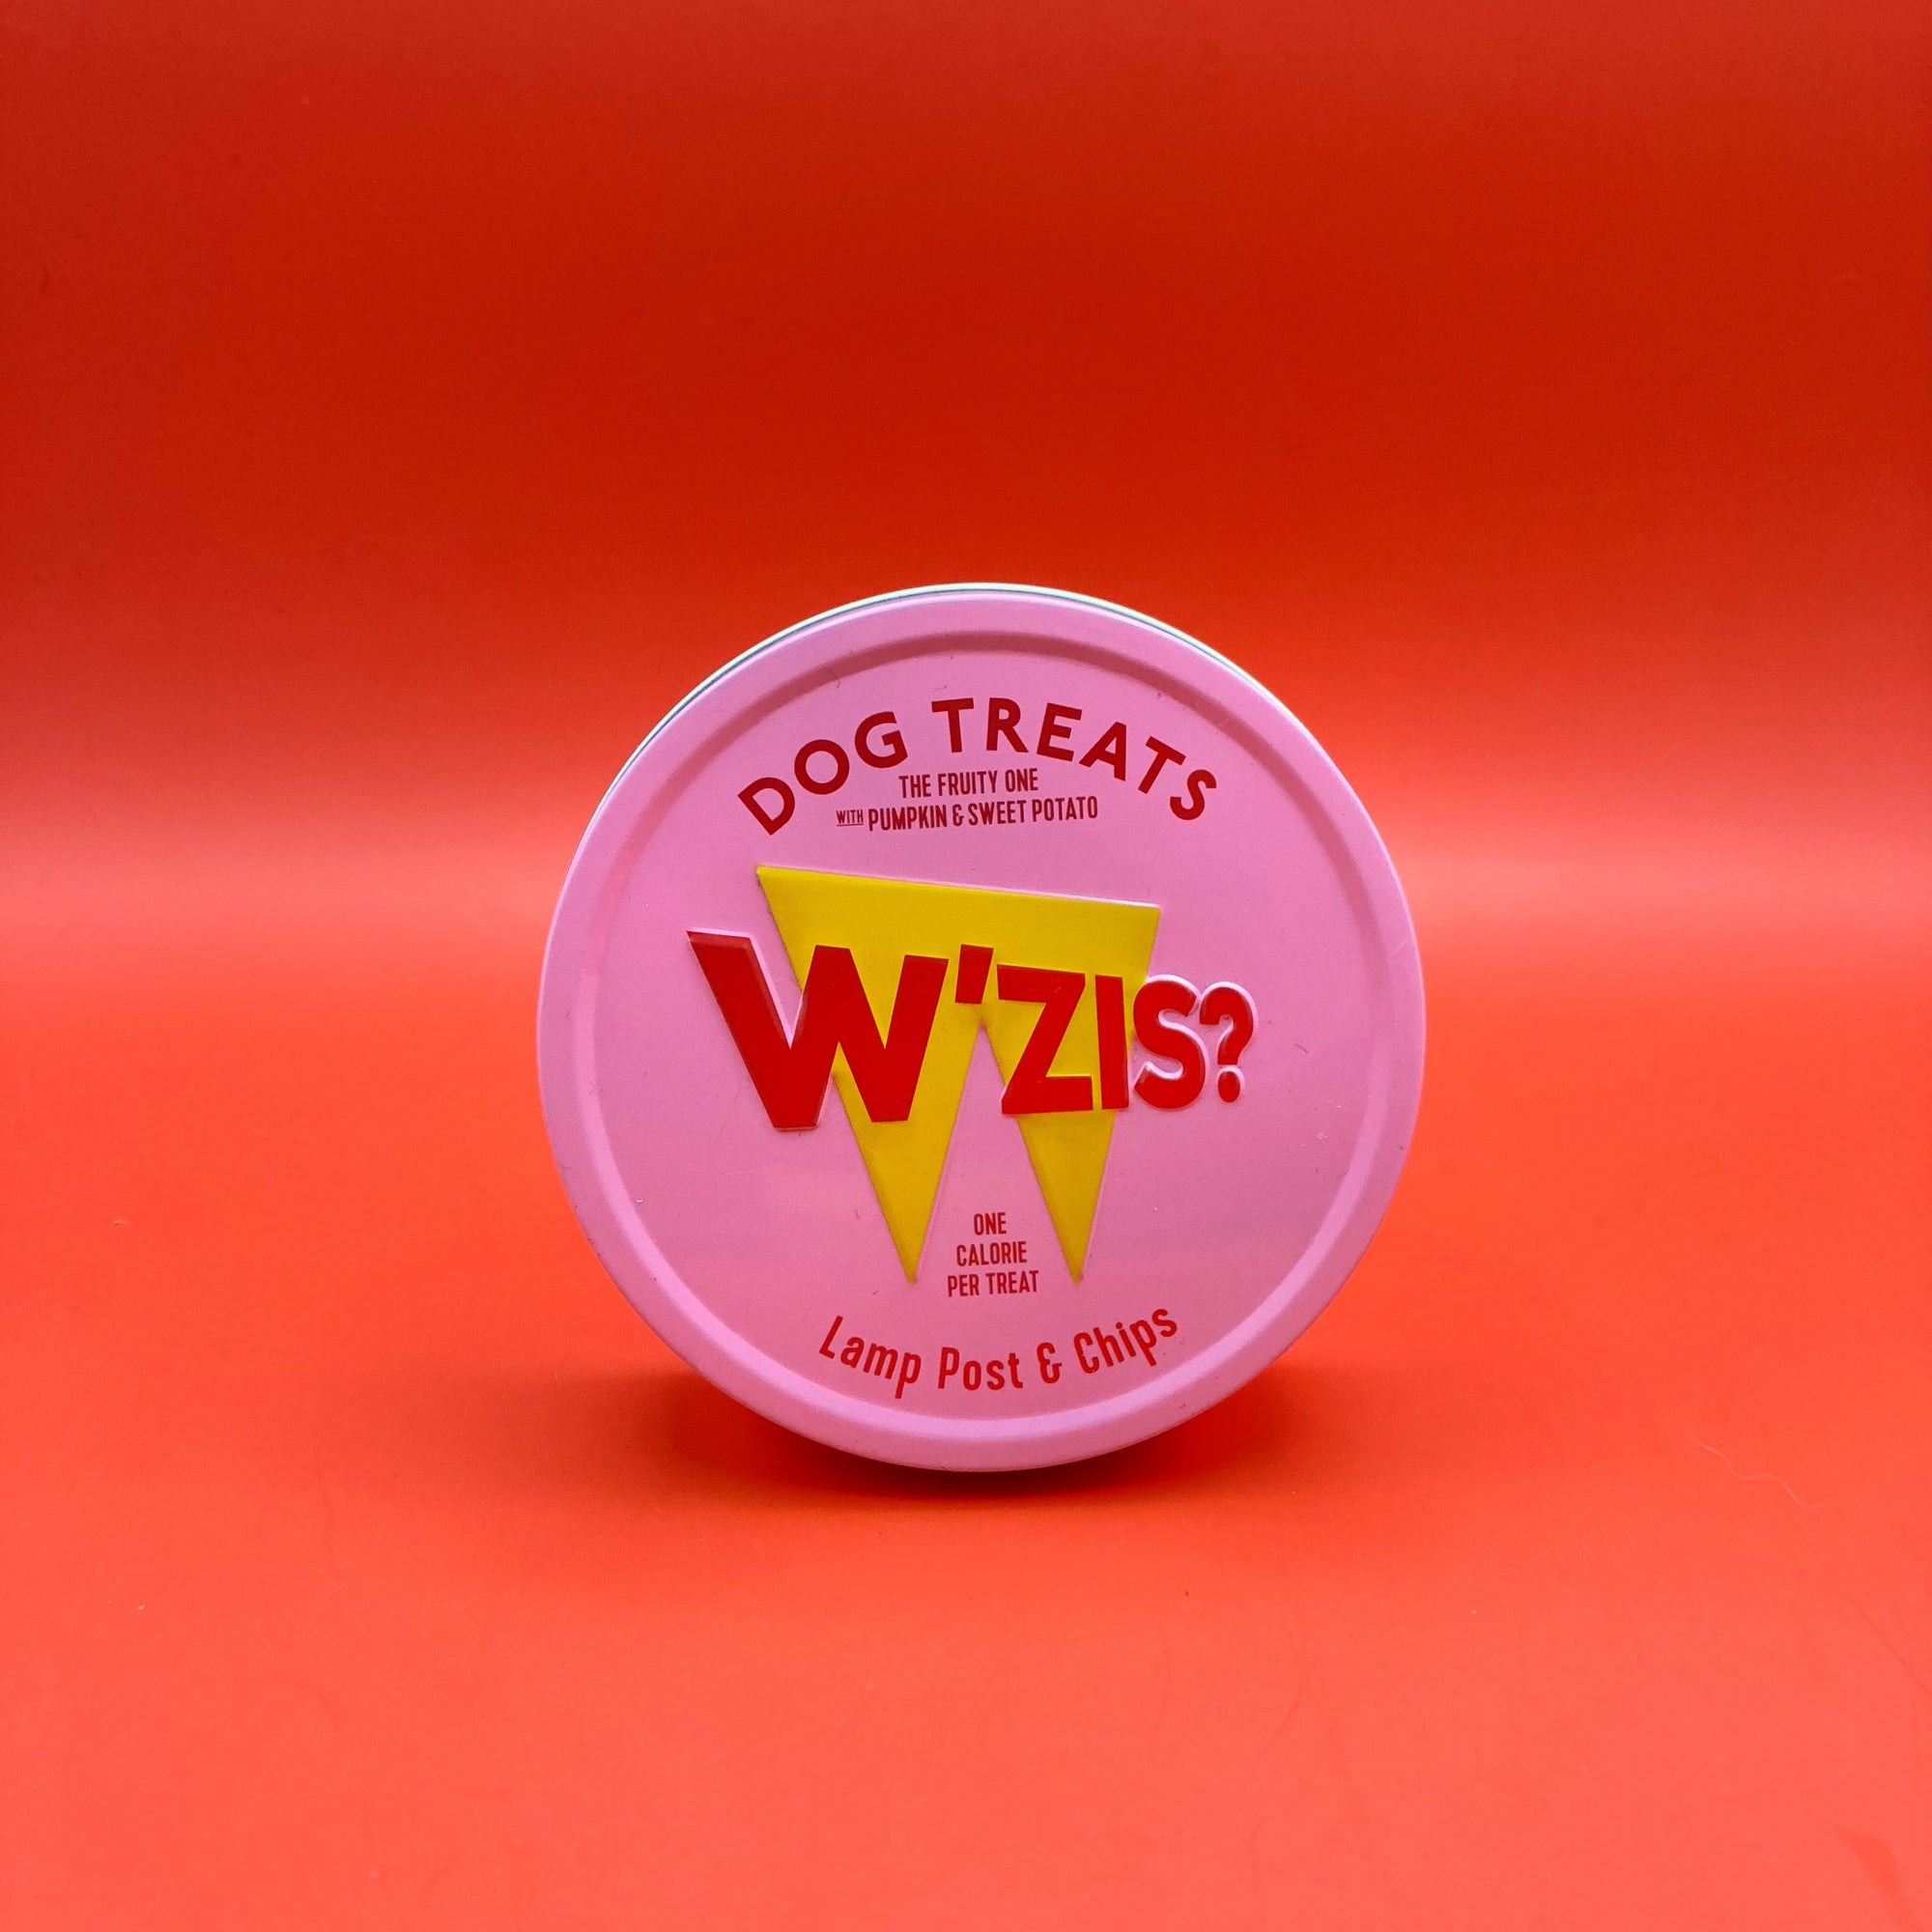 DOG TREATS
THE FRUITY ONE
WITH PUMPKIN & SWEET POTATO
W'ZIS?
ONE
CALORIE
PER TREAT
Lamp Post & Chips